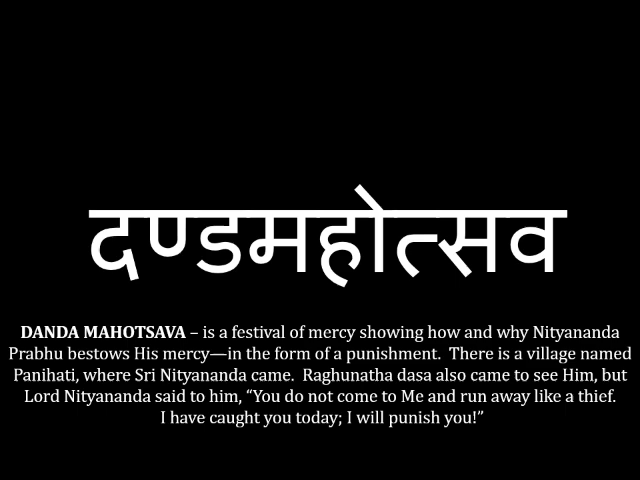 दण्डमहोत्सव
DANDA MAHOTSAVA – is a festival of mercy showing how and why Nityananda
Prabhu bestows His mercy—in the form of a punishment.  There is a village named
Panihati, where Sri Nityananda came.  Raghunatha dasa also came to see Him, but
Lord Nityananda said to him, “You do not come to Me and run away like a thief.
I have caught you today; I will punish you!”